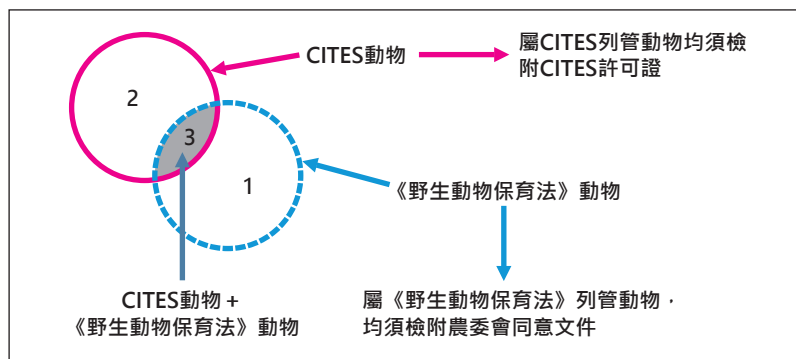 CITES動物
屬CITES列管動物均須檢
附CITES許可證
2
3
1
《野生動物保育法》動物
CITES動物+
《野生動物保育法》動物
屬《野生動物保育法》列管動物，
均須檢附農委會同意文件